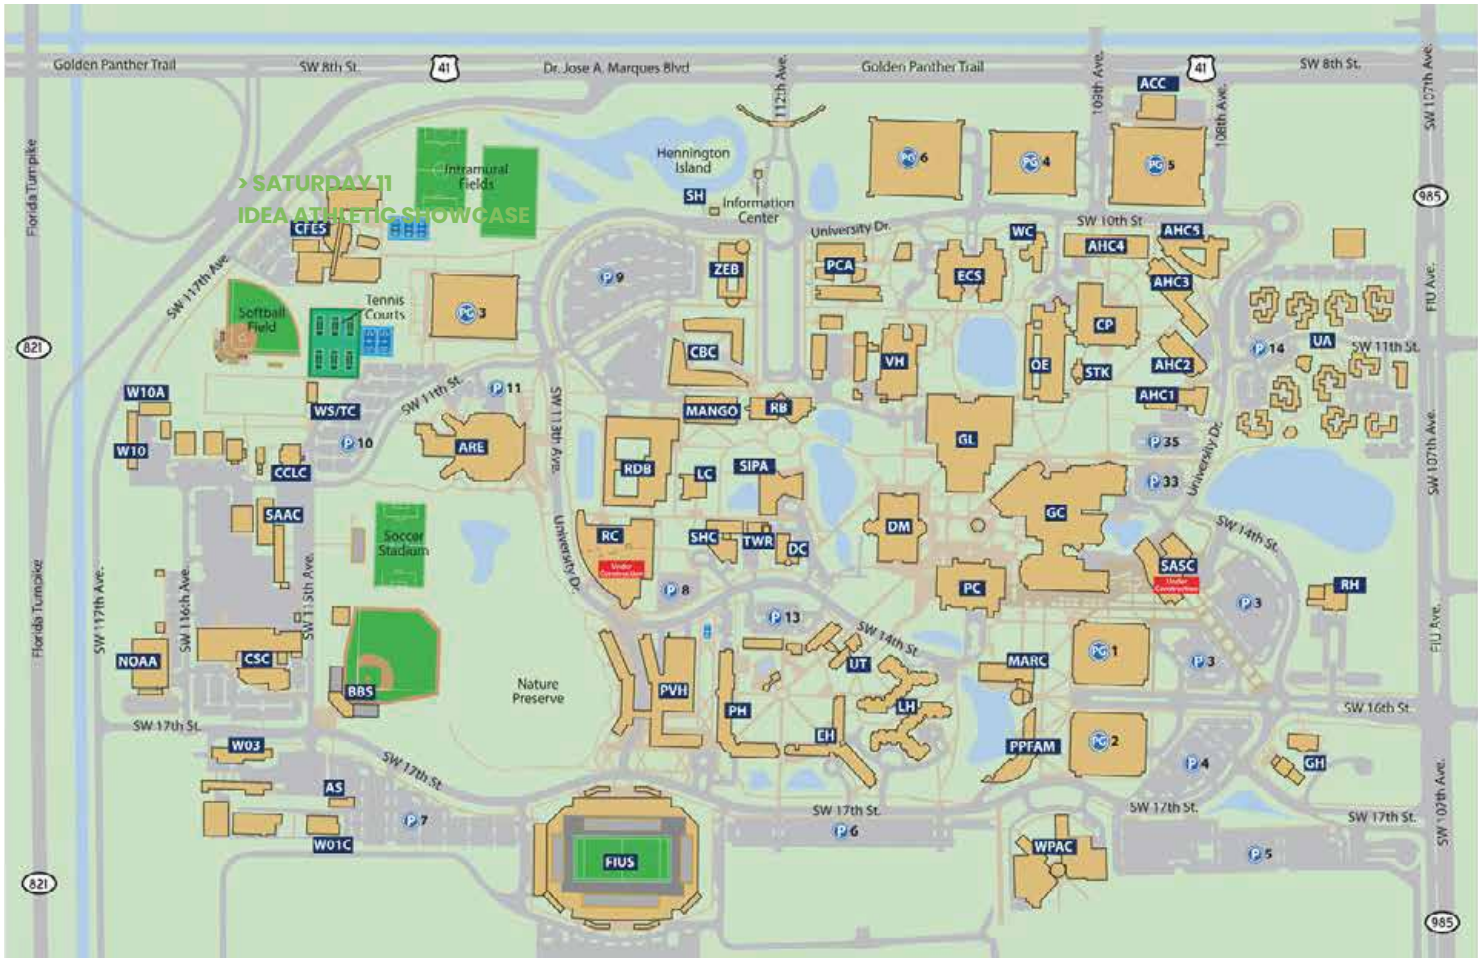 Golden Panther Trail
SW 8th St.
41
Dr. Jose A. Marques Blvd
112th Ave.
Golden Panther Trail
109th Ave.
41
SW 8th St.
SW 107th Ave.
ACC
108th Ave.
Florida Turnpike
Intramural
Fields
Hennington
Island
PG 6
PG 4
PG 5
> SATURDAY 11
IDEA ATHLETIC SHOWCASE
SH
Information
Center
985
CFES
University Dr.
WC
SW 10th St
AHC4
AHC5
SW 117th Ave
P 9
ZEB
PCA
ECS
AHC3
FIU Ave.
Softball
Field
Tennis
Courts
PG 3
CP
821
CBC
VH
OE
STK
AHC2
P 14
UA
SW 11th St.
W10A
WS/TC
SW 11th St.
P 11
SW 113th Ave.
MANGO
RB
AHC1
W10
P 10
ARE
GL
P 35
University Dr.
SW 107th Ave.
CCLC
RDB
LC
SIPA
P 33
SAAC
Soccer
Stadium
University Dr.
RC
Under
Construction
SHC
TWR
DC
DM
GC
SW 14th St.
SASC
Under
Construction
Florida Turnpike
SW 117th Ave.
SW 116th Ave.
SW 115th Ave.
P 8
PC
P 3
RH
P 13
SW 14th St.
FIU Ave.
NOAA
CSC
BBS
Nature
Preserve
PVH
UT
MARC
PG 1
P 3
PH
LH
SW 16th St.
SW 17th St.
EH
PPFAM
PG 2
W03
SW 17th St.
P 4
GH
AS
P 7
SW 17th St.
SW 17th St.
SW 17th St.
SW 107th Ave.
W01C
P 6
FIUS
WPAC
P 5
821
985